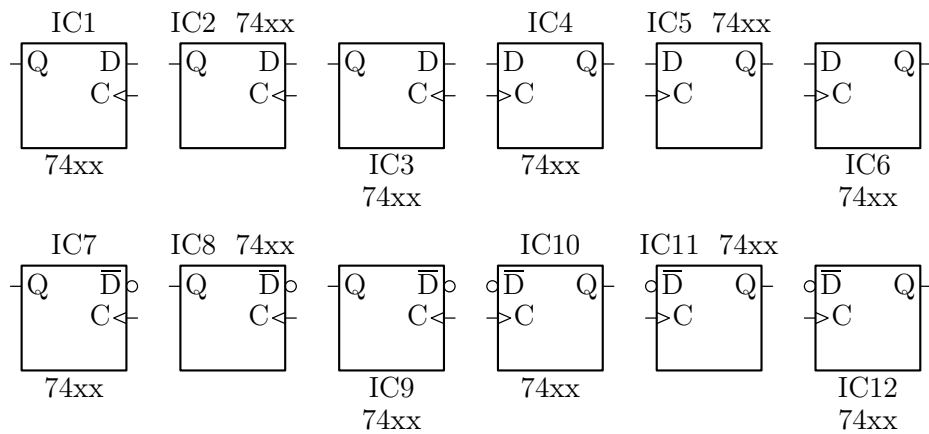 IC1 IC2 74xx IC4 IC5 74xx
Q D Q D Q D D Q D Q D Q
C C C C C C
74xx IC3 74xx IC6
74xx 74xx
IC7 IC8 74xx IC10 IC11 74xx
Q D̅ Q D̅ Q D̅ D̅ Q D̅ Q D̅ Q
C C C C C C
74xx IC9 74xx IC12
74xx 74xx